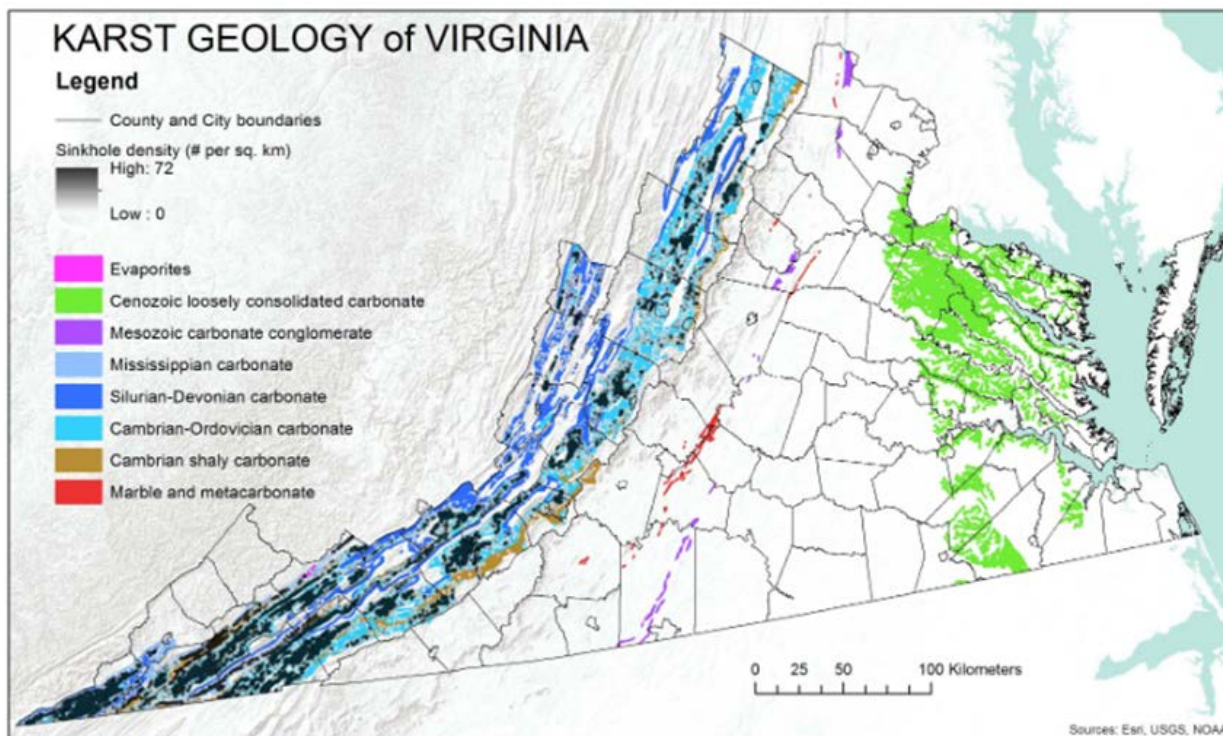 KARST GEOLOGY of VIRGINIA
Legend
County and City boundaries
Sinkhole density (# per sq. km)
High: 72
Low : 0
Evaporites
Cenozoic loosely consolidated carbonate
Mesozoic carbonate conglomerate
Mississippian carbonate
Silurian-Devonian carbonate
Cambrian-Ordovician carbonate
Cambrian shaly carbonate
Marble and metacarbonate
0 25 50 100 Kilometers
Sources: Esri, USGS, NOAA